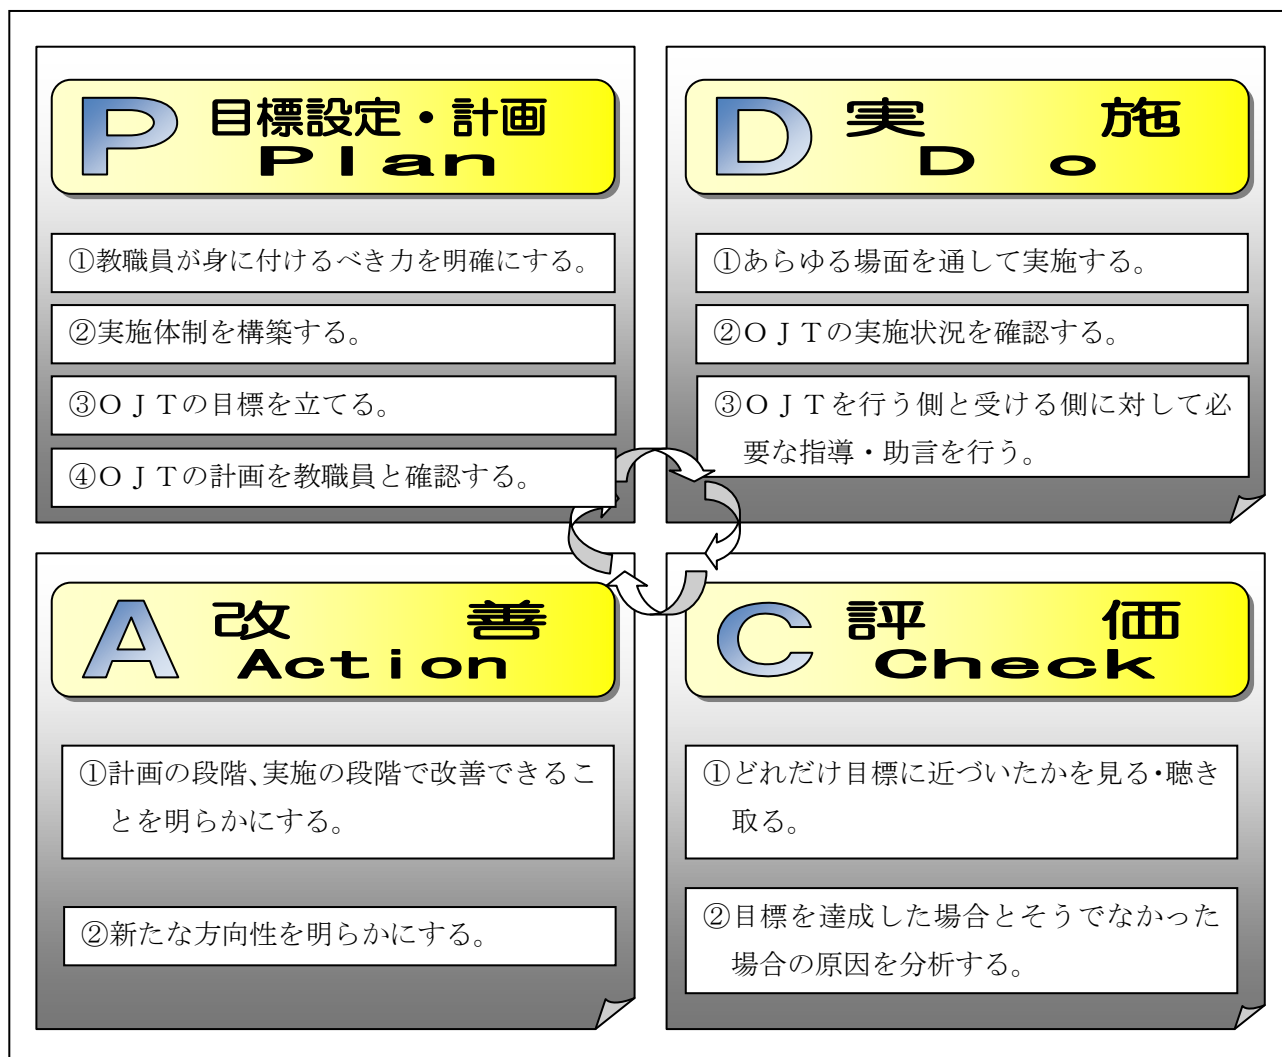 P
目標設定・計画
Plan
①教職員が身に付けるべき力を明確にする。
②実施体制を構築する。
③ＯＪＴの目標を立てる。
④ＯＪＴの計画を教職員と確認する。
D
実　施
Do
①あらゆる場面を通して実施する。
②ＯＪＴの実施状況を確認する。
③ＯＪＴを行う側と受ける側に対して必
要な指導・助言を行う。
A
改　善
Action
①計画の段階、実施の段階で改善できるこ
とを明らかにする。
②新たな方向性を明らかにする。
C
評　価
Check
①どれだけ目標に近づいたかを見る・聴き
取る。
②目標を達成した場合とそうでなかった
場合の原因を分析する。